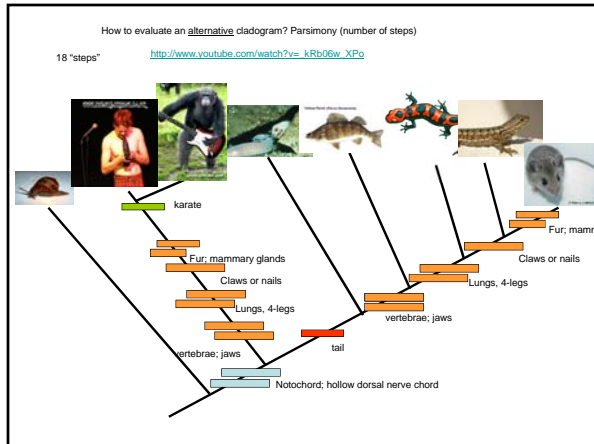 How to evaluate an alternative cladogram? Parsimony (number of steps)
18 “steps”
http://www.youtube.com/watch?v=_kRb06w_XPo
karate
Fur; mammary glands
Fur; mamm
Claws or nails
Claws or nails
Lungs, 4-legs
Lungs, 4-legs
vertebrae; jaws
vertebrae; jaws
tail
Notochord; hollow dorsal nerve chord